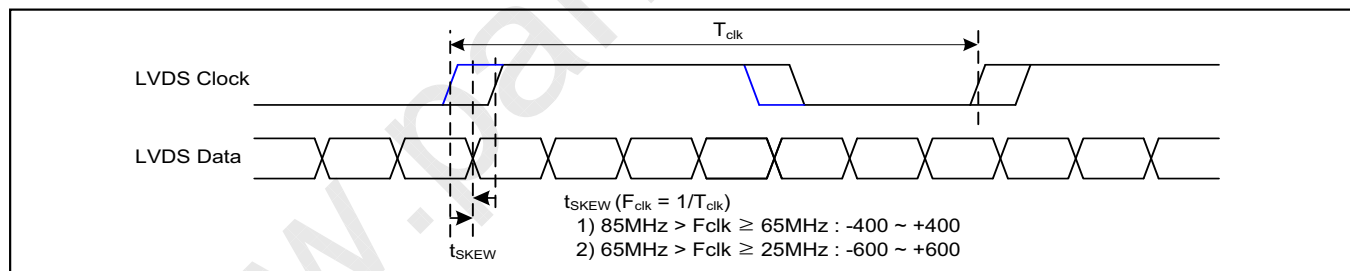 T_clk
LVDS Clock
LVDS Data
t_SKEW (F_clk = 1/T_clk)
1) 85MHz > Fclk ≥ 65MHz : -400 ~ +400
t_SKEW
2) 65MHz > Fclk ≥ 25MHz : -600 ~ +600